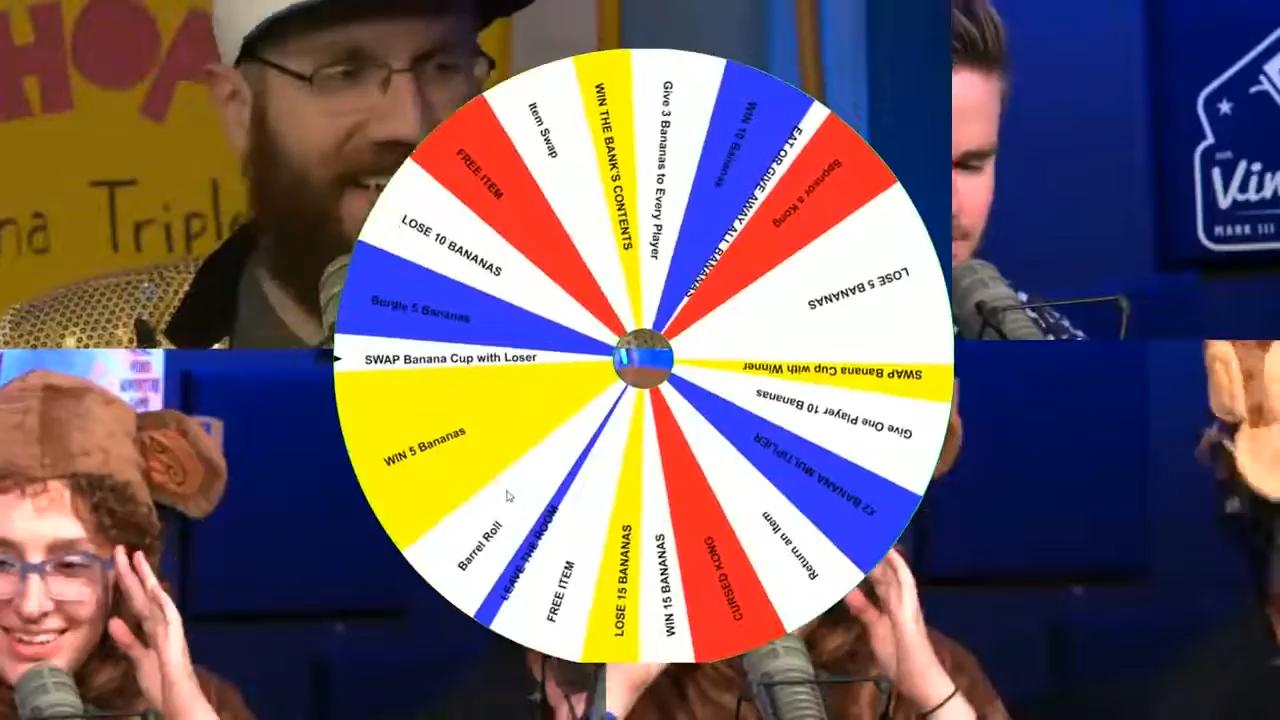 HOA
na Triple
WIN THE BANK'S CONTENTS
Give 3 Bananas to Every Player
WIN 10 Bananas
EAT OR GIVE AWAY ALL BANANAS
Sponsor a Kong
LOSE 5 BANANAS
SWAP Banana Cup with Winner
Give One Player 10 Bananas
X2 BANANA MULTIPLIER
Return an Item
CURSED KONG
WIN 15 BANANAS
LOSE 15 BANANAS
FREE ITEM
LEAVE THE ROOM
Barrel Roll
WIN 5 Bananas
SWAP Banana Cup with Loser
Burgle 5 Bananas
LOSE 10 BANANAS
FREE ITEM
Item Swap
Vin
MARK III